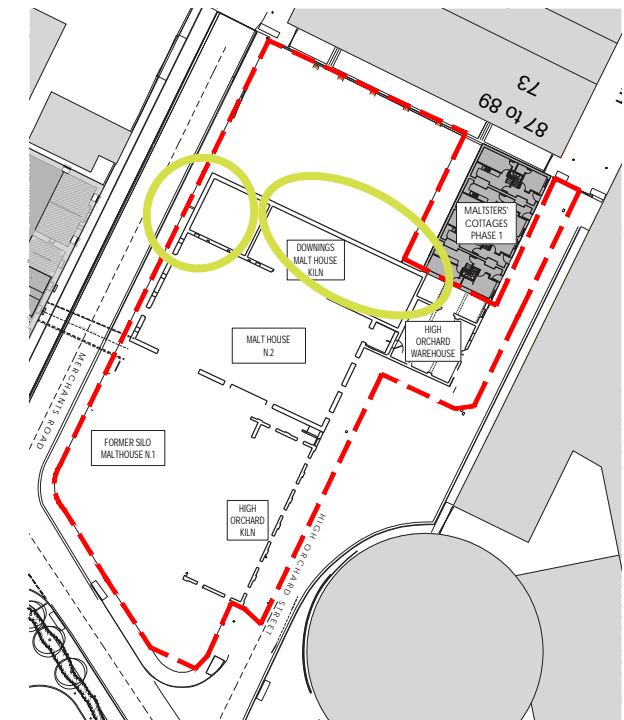 73
87 to 89
MALTSTERS'
COTTAGES
PHASE 1
DOWNINGS
MALT HOUSE
KILN
HIGH
ORCHARD
WAREHOUSE
MALT HOUSE
N.2
MERCHANTS ROAD
FORMER SILO
MALTHOUSE N.1
HIGH
ORCHARD
KILN
HIGH ORCHARD STREET